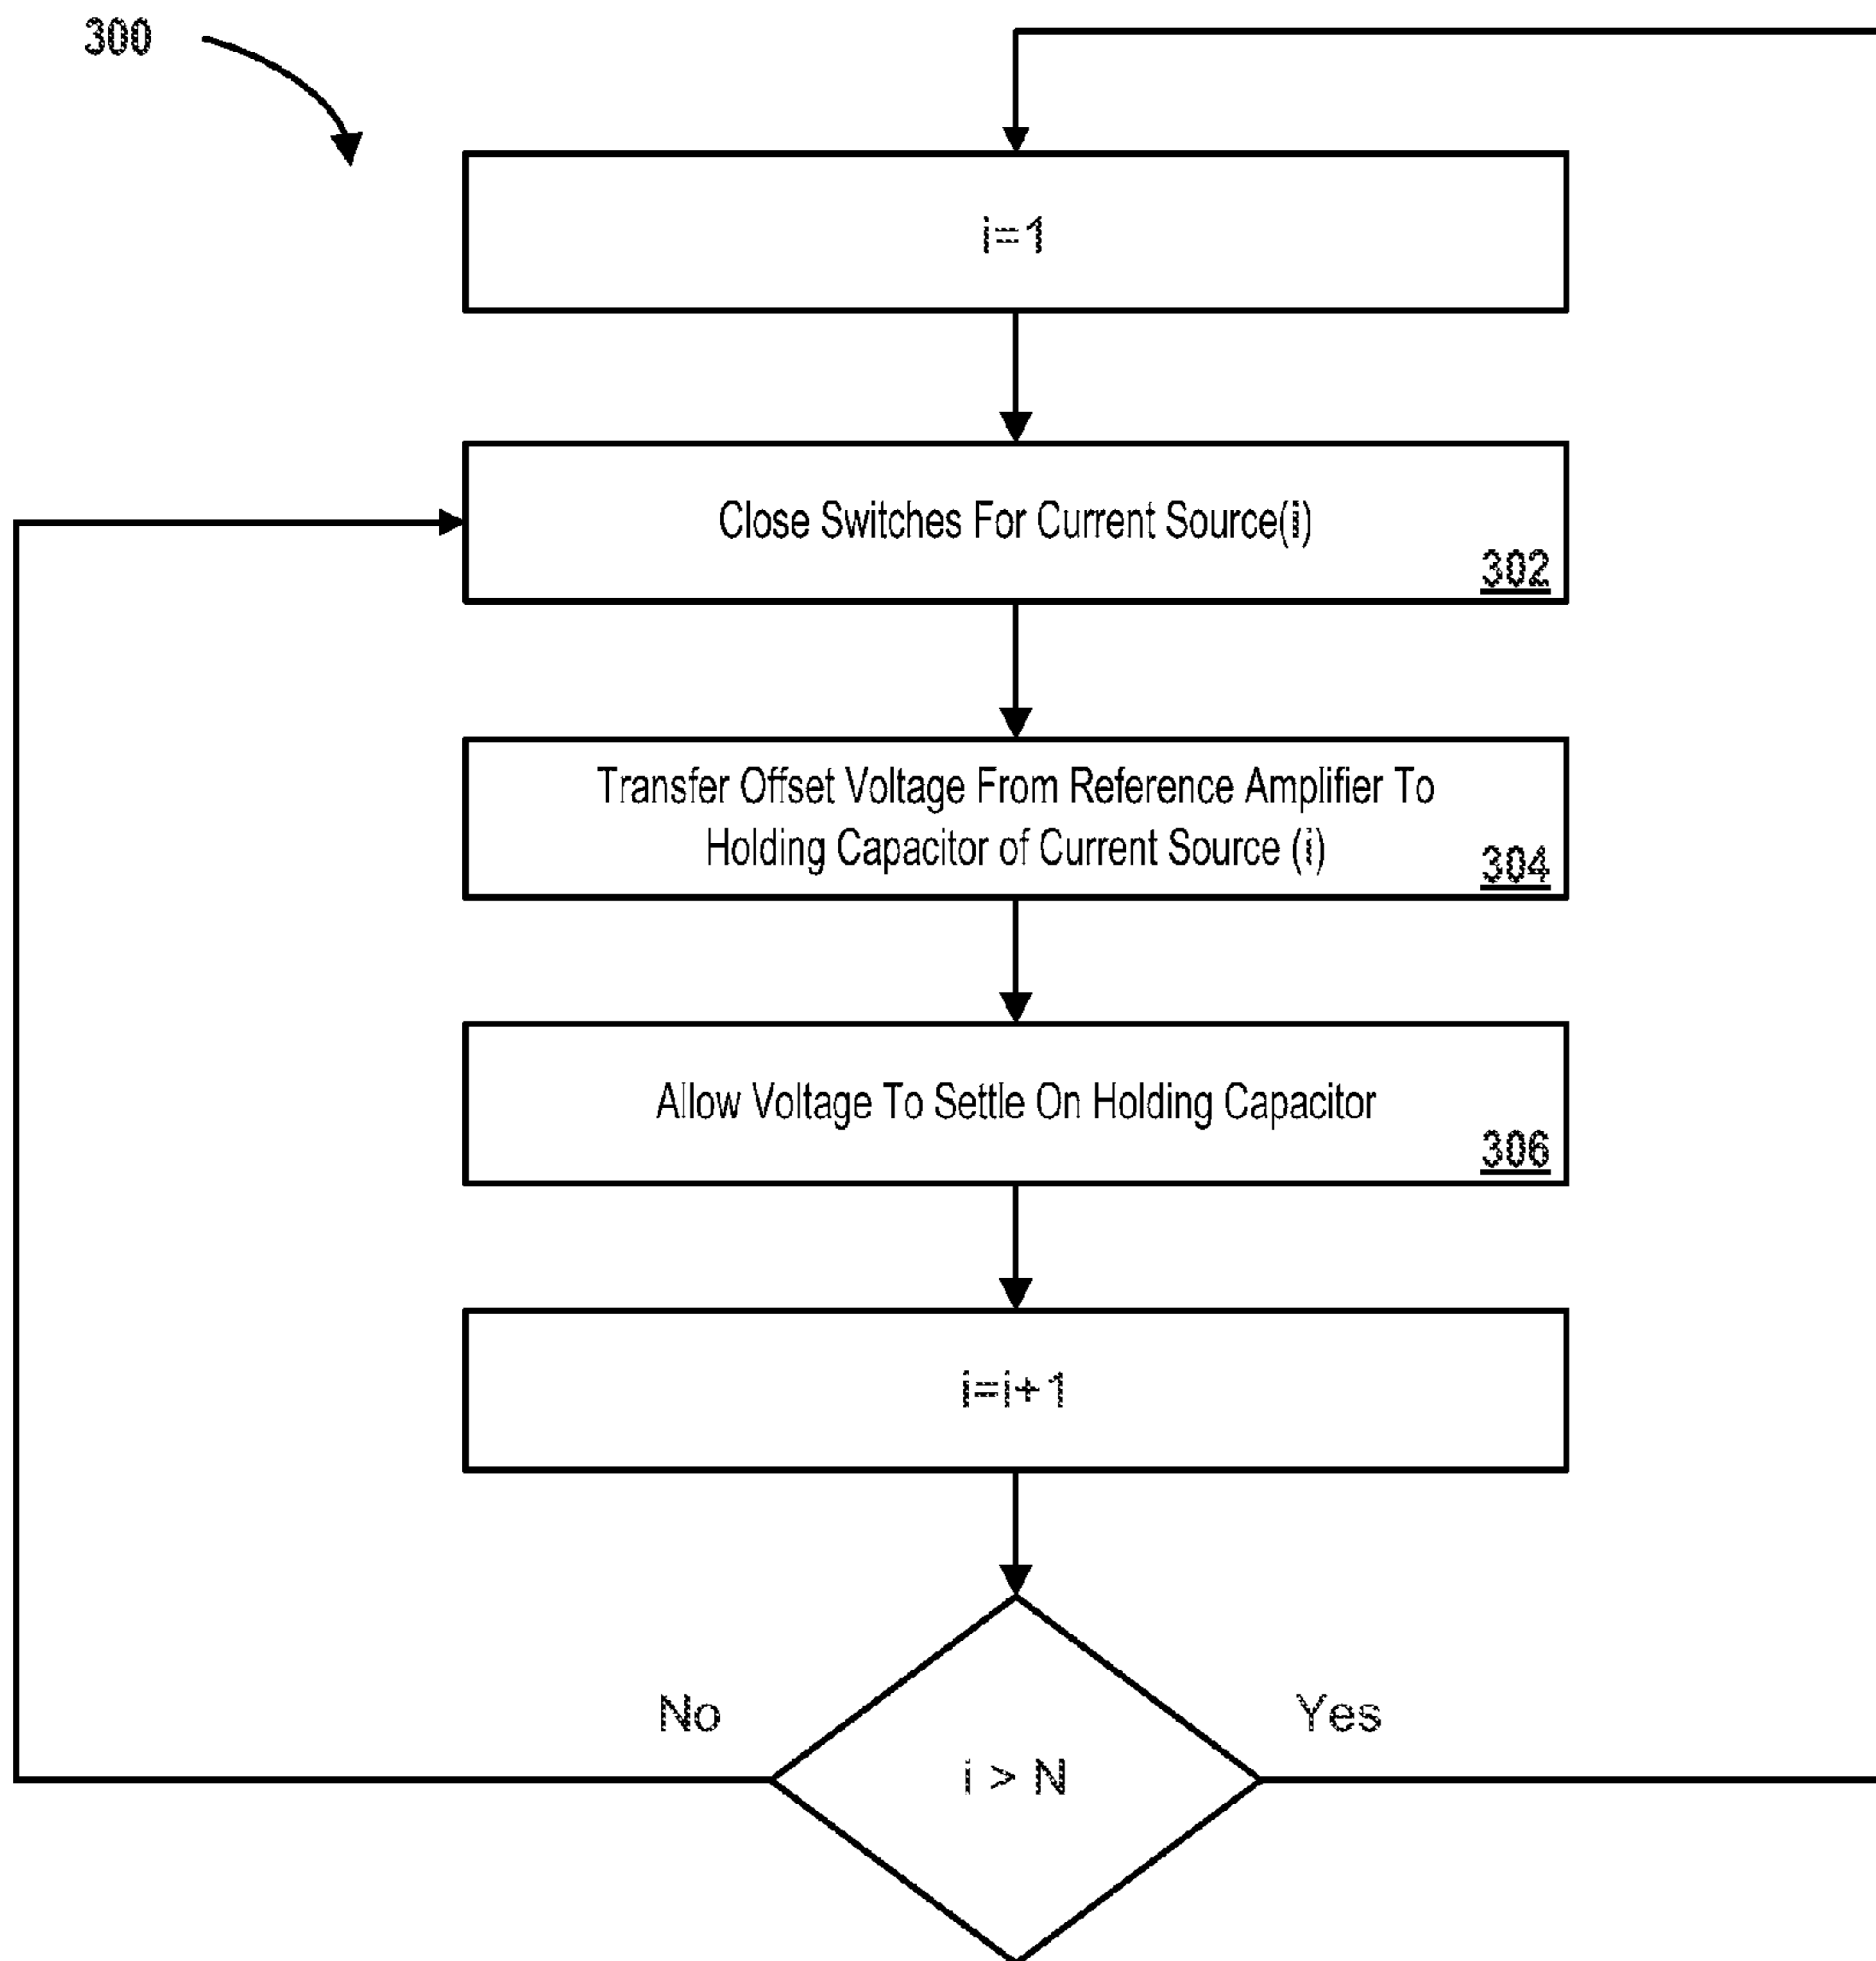 300
i=1
Close Switches For Current Source(i)
302
Transfer Offset Voltage From Reference Amplifier To
Holding Capacitor of Current Source (i)
304
Allow Voltage To Settle On Holding Capacitor
306
i=i+1
No
Yes
i > N